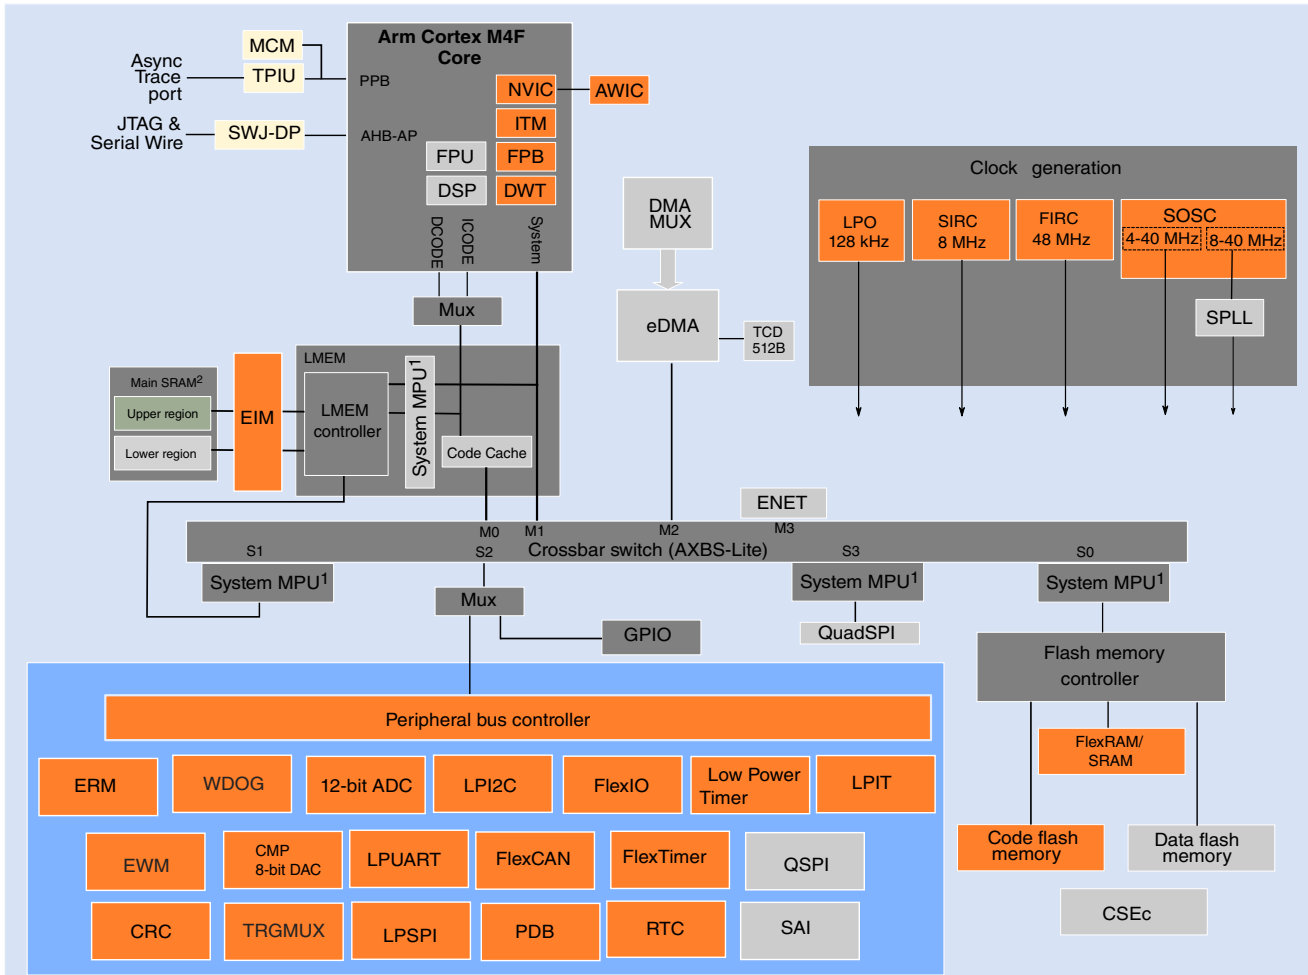 Arm Cortex M4F
Core
MCM
TPIU
Async
Trace
port
PPB
JTAG &
Serial Wire
SWJ-DP
AHB-AP
NVIC
AWIC
ITM
FPU
FPB
DSP
DWT
DCODE
ICODE
System
Mux
DMA
MUX
eDMA
TCD
512B
Clock generation
LPO
128 kHz
SIRC
8 MHz
FIRC
48 MHz
SOSC
4-40 MHz
8-40 MHz
SPLL
LMEM
Main SRAM2
Upper region
Lower region
EIM
LMEM
controller
System MPU1
Code Cache
ENET
M0
M1
M2
M3
Crossbar switch (AXBS-Lite)
S1
S2
S3
S0
System MPU1
System MPU1
System MPU1
Mux
GPIO
QuadSPI
Flash memory
controller
FlexRAM/
SRAM
Code flash
memory
Data flash
memory
CSEc
Peripheral bus controller
ERM
WDOG
12-bit ADC
LPI2C
FlexIO
Low Power
Timer
LPIT
EWM
CMP
8-bit DAC
LPUART
FlexCAN
FlexTimer
QSPI
CRC
TRGMUX
LPSPI
PDB
RTC
SAI